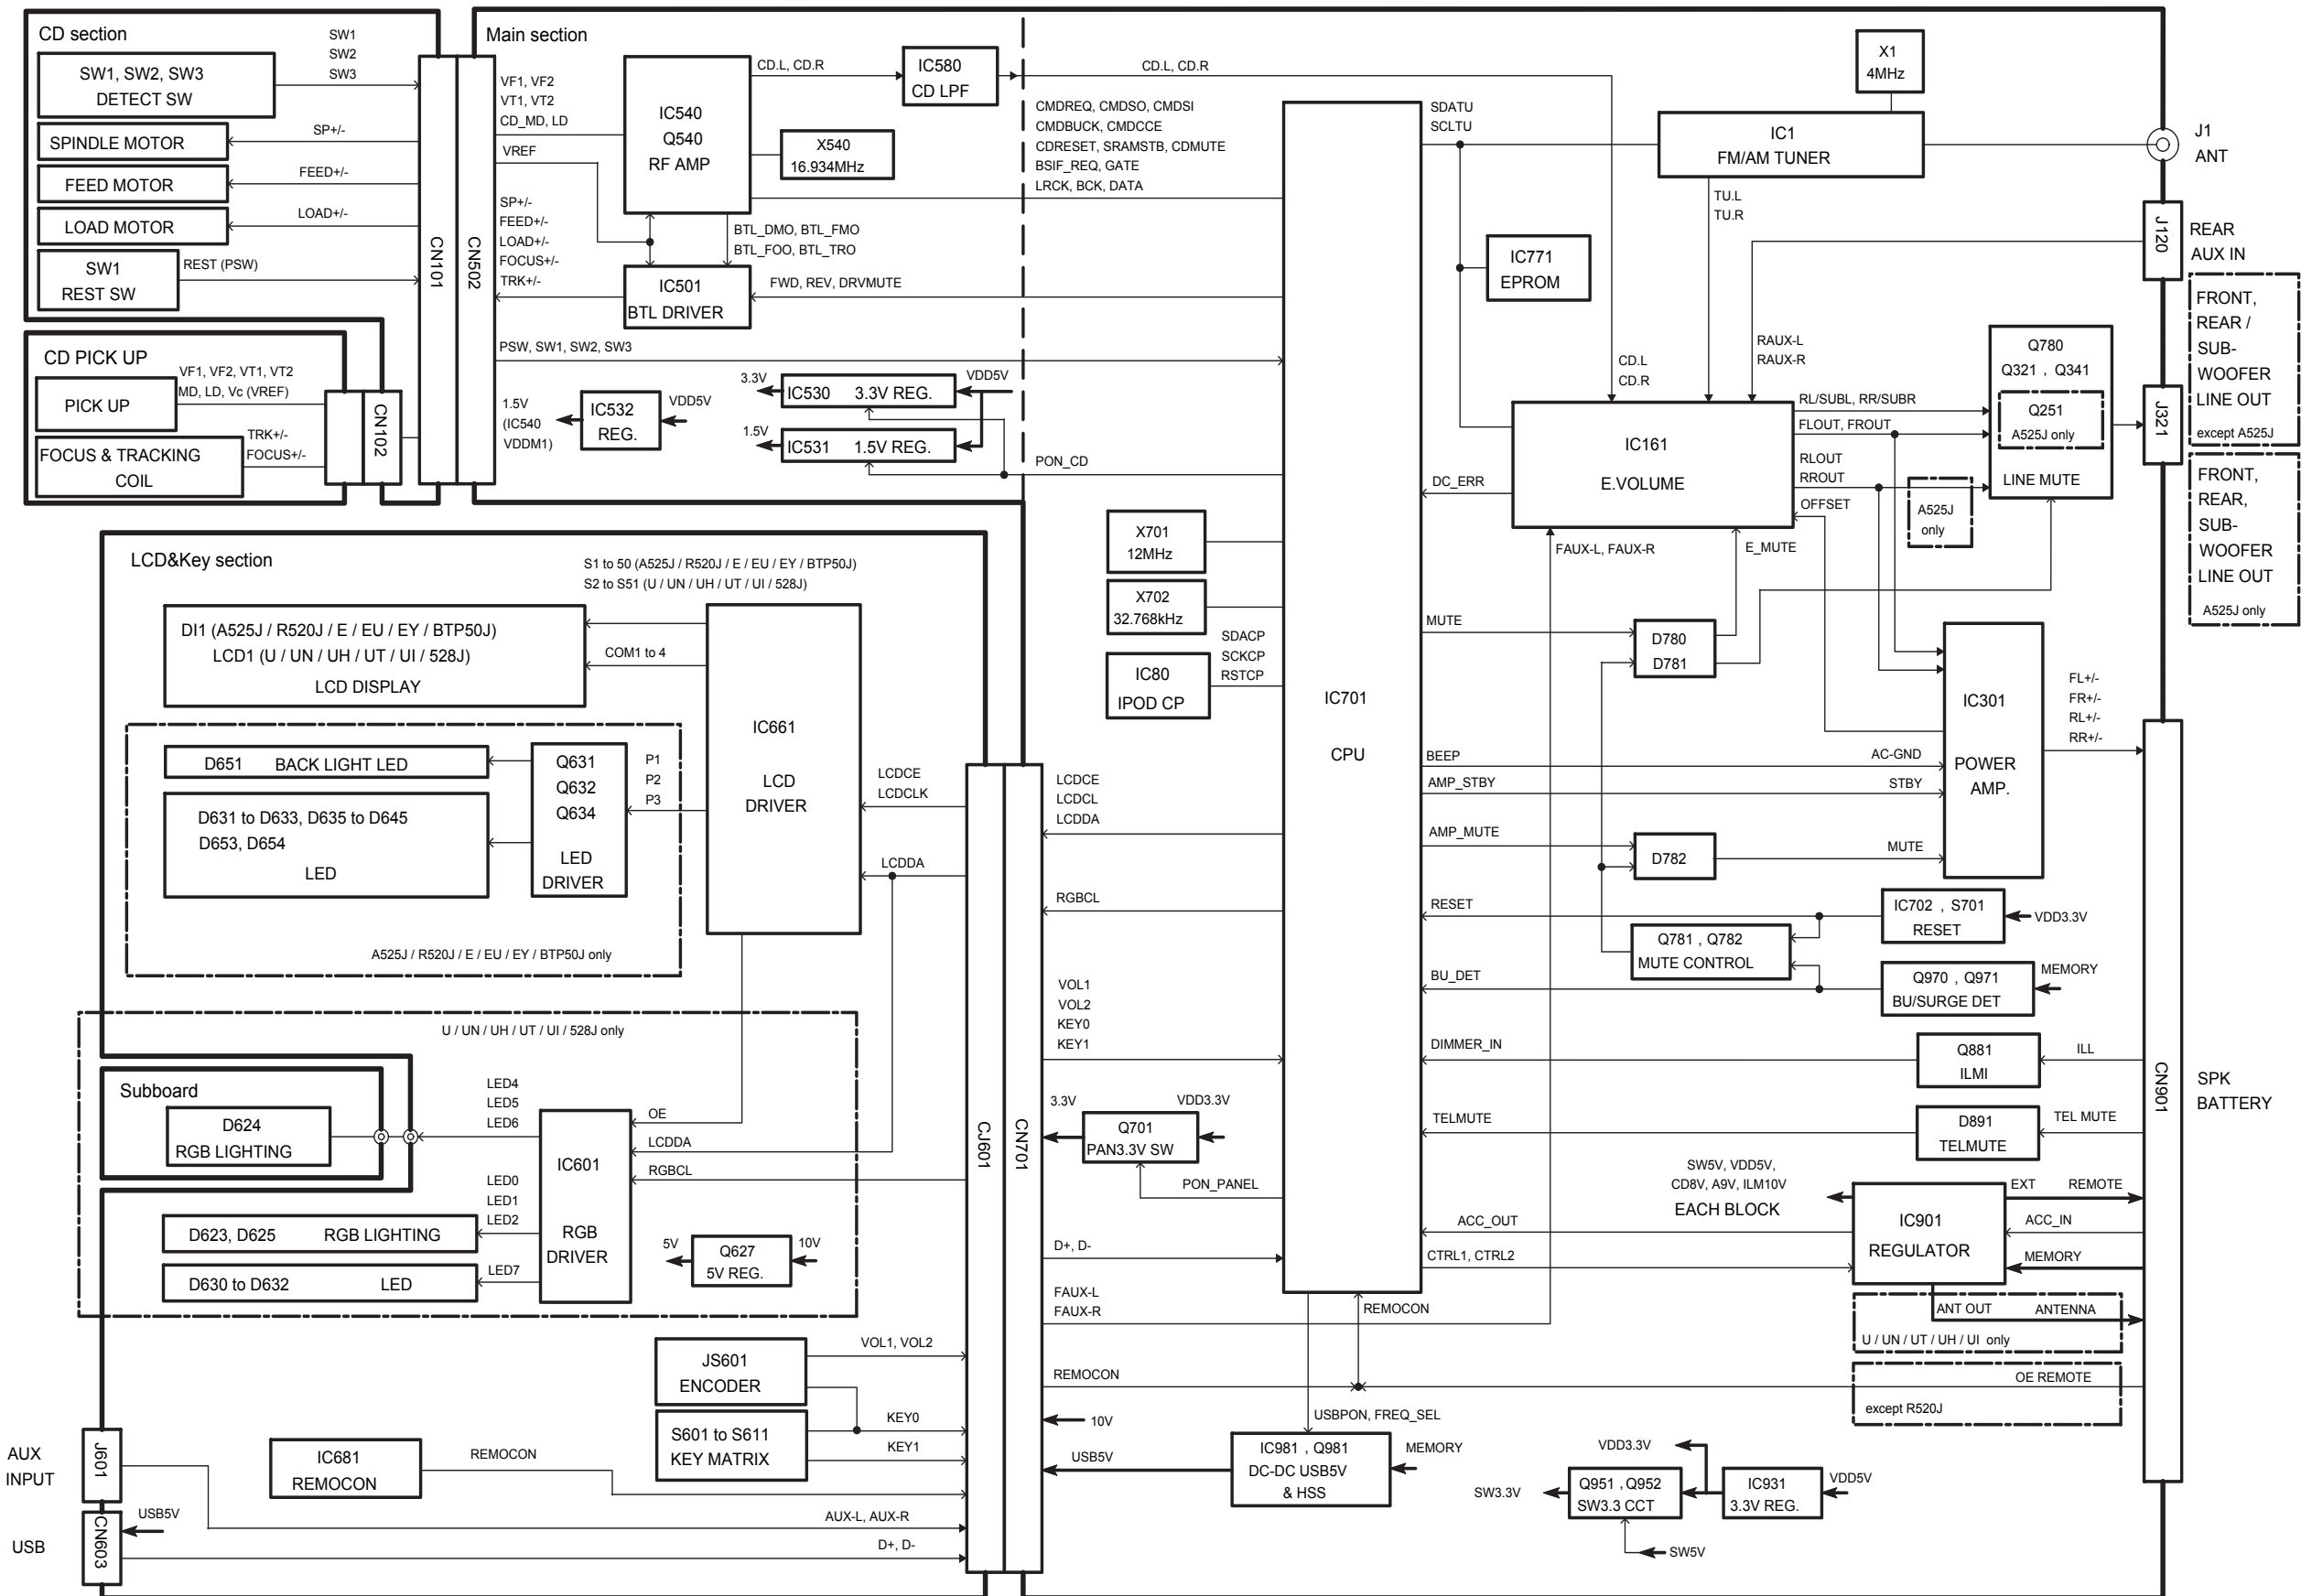 CD section
SW1, SW2, SW3
DETECT SW
SW1
SW2
SW3
SPINDLE MOTOR
SP+/-
FEED MOTOR
FEED+/-
LOAD MOTOR
LOAD+/-
SW1
REST SW
REST (PSW)
CD PICK UP
VF1, VF2, VT1, VT2
MD, LD, Vc (VREF)
PICK UP
TRK+/-
FOCUS+/-
FOCUS & TRACKING
COIL
CN102
CN101
CN502
Main section
VF1, VF2
VT1, VT2
CD_MD, LD
VREF
SP+/-
FEED+/-
LOAD+/-
FOCUS+/-
TRK+/-
IC540
Q540
RF AMP
CD.L, CD.R
IC580
CD LPF
CD.L, CD.R
X540
16.934MHz
CMDREQ, CMDSO, CMDSI
CMDBUCK, CMDCCE
CDRESET, SRAMSTB, CDMUTE
BSIF_REQ, GATE
LRCK, BCK, DATA
BTL_DMO, BTL_FMO
BTL_FOO, BTL_TRO
IC501
BTL DRIVER
FWD, REV, DRVMUTE
PSW, SW1, SW2, SW3
1.5V
(IC540
VDDM1)
IC532
REG.
VDD5V
3.3V
IC530 3.3V REG.
VDD5V
1.5V
IC531 1.5V REG.
PON_CD
X1
4MHz
SDATU
SCLTU
IC1
FM/AM TUNER
J1
ANT
TU.L
TU.R
IC771
EPROM
J120
REAR
AUX IN
RAUX-L
RAUX-R
CD.L
CD.R
IC161
E.VOLUME
DC_ERR
RL/SUBL, RR/SUBR
FLOUT, FROUT
RLOUT
RROUT
OFFSET
A525J
only
Q780
Q321 , Q341
Q251
A525J only
LINE MUTE
J321
FRONT,
REAR /
SUB-
WOOFER
LINE OUT
except A525J
FRONT,
REAR,
SUB-
WOOFER
LINE OUT
A525J only
FAUX-L, FAUX-R
E_MUTE
X701
12MHz
X702
32.768kHz
IC80
IPOD CP
SDACP
SCKCP
RSTCP
IC701
CPU
MUTE
D780
D781
IC301
POWER
AMP.
FL+/-
FR+/-
RL+/-
RR+/-
BEEP
AC-GND
AMP_STBY
STBY
AMP_MUTE
D782
MUTE
RESET
IC702 , S701
RESET
VDD3.3V
Q781 , Q782
MUTE CONTROL
BU_DET
Q970 , Q971
BU/SURGE DET
MEMORY
DIMMER_IN
Q881
ILMI
ILL
TELMUTE
D891
TELMUTE
TEL MUTE
CN901
SPK
BATTERY
SW5V, VDD5V,
CD8V, A9V, ILM10V
EACH BLOCK
IC901
REGULATOR
EXT
REMOTE
ACC_OUT
ACC_IN
CTRL1, CTRL2
MEMORY
ANT OUT
ANTENNA
U / UN / UT / UH / UI only
OE REMOTE
except R520J
LCD&Key section
S1 to 50 (A525J / R520J / E / EU / EY / BTP50J)
S2 to S51 (U / UN / UH / UT / UI / 528J)
DI1 (A525J / R520J / E / EU / EY / BTP50J)
LCD1 (U / UN / UH / UT / UI / 528J)
LCD DISPLAY
COM1 to 4
IC661
LCD
DRIVER
D651 BACK LIGHT LED
D631 to D633, D635 to D645
D653, D654
LED
Q631
Q632
Q634
LED
DRIVER
P1
P2
P3
A525J / R520J / E / EU / EY / BTP50J only
LCDCE
LCDCLK
LCDDA
LCDCE
LCDCL
LCDDA
RGBCL
CJ601
CN701
VOL1
VOL2
KEY0
KEY1
U / UN / UH / UT / UI / 528J only
Subboard
D624
RGB LIGHTING
LED4
LED5
LED6
IC601
RGB
DRIVER
OE
LCDDA
RGBCL
LED0
LED1
LED2
D623, D625 RGB LIGHTING
D630 to D632 LED
LED7
5V
Q627
5V REG.
10V
3.3V
Q701
PAN3.3V SW
VDD3.3V
PON_PANEL
D+, D-
FAUX-L
FAUX-R
REMOCON
REMOCON
JS601
ENCODER
VOL1, VOL2
S601 to S611
KEY MATRIX
KEY0
KEY1
IC681
REMOCON
REMOCON
AUX
INPUT
J601
AUX-L, AUX-R
USB
CN603
USB5V
D+, D-
10V
USB5V
USBPON, FREQ_SEL
IC981 , Q981
DC-DC USB5V
& HSS
MEMORY
VDD3.3V
SW3.3V
Q951 , Q952
SW3.3 CCT
IC931
3.3V REG.
VDD5V
SW5V